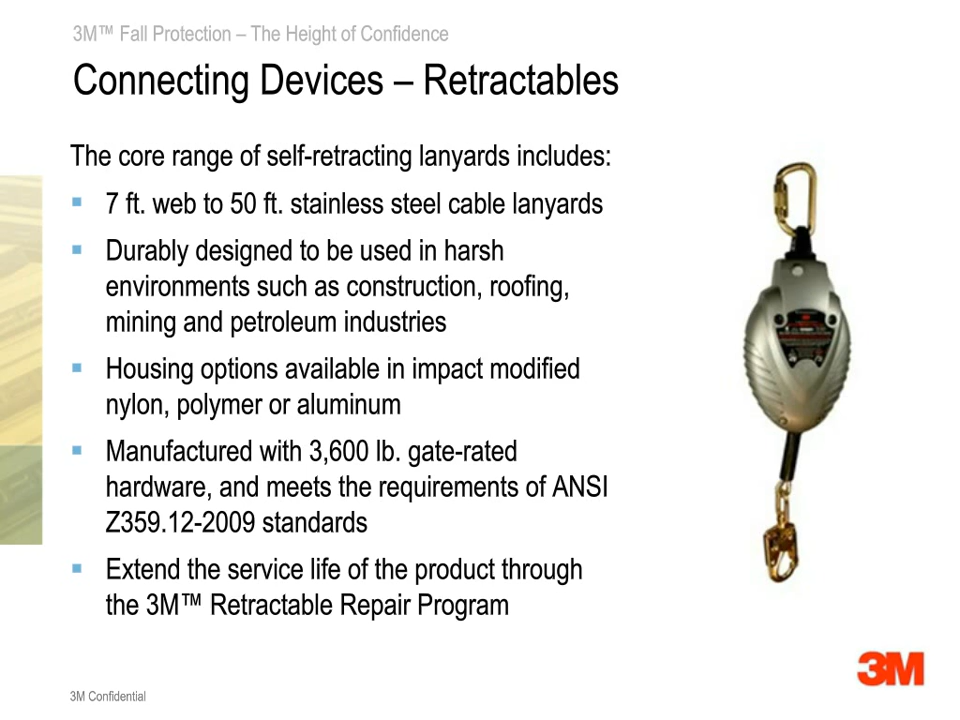 3M™ Fall Protection – The Height of Confidence
Connecting Devices – Retractables
The core range of self-retracting lanyards includes:
▪ 7 ft. web to 50 ft. stainless steel cable lanyards
▪ Durably designed to be used in harsh
environments such as construction, roofing,
mining and petroleum industries
▪ Housing options available in impact modified
nylon, polymer or aluminum
▪ Manufactured with 3,600 lb. gate-rated
hardware, and meets the requirements of ANSI
Z359.12-2009 standards
▪ Extend the service life of the product through
the 3M™ Retractable Repair Program
3M
3M
3M Confidential